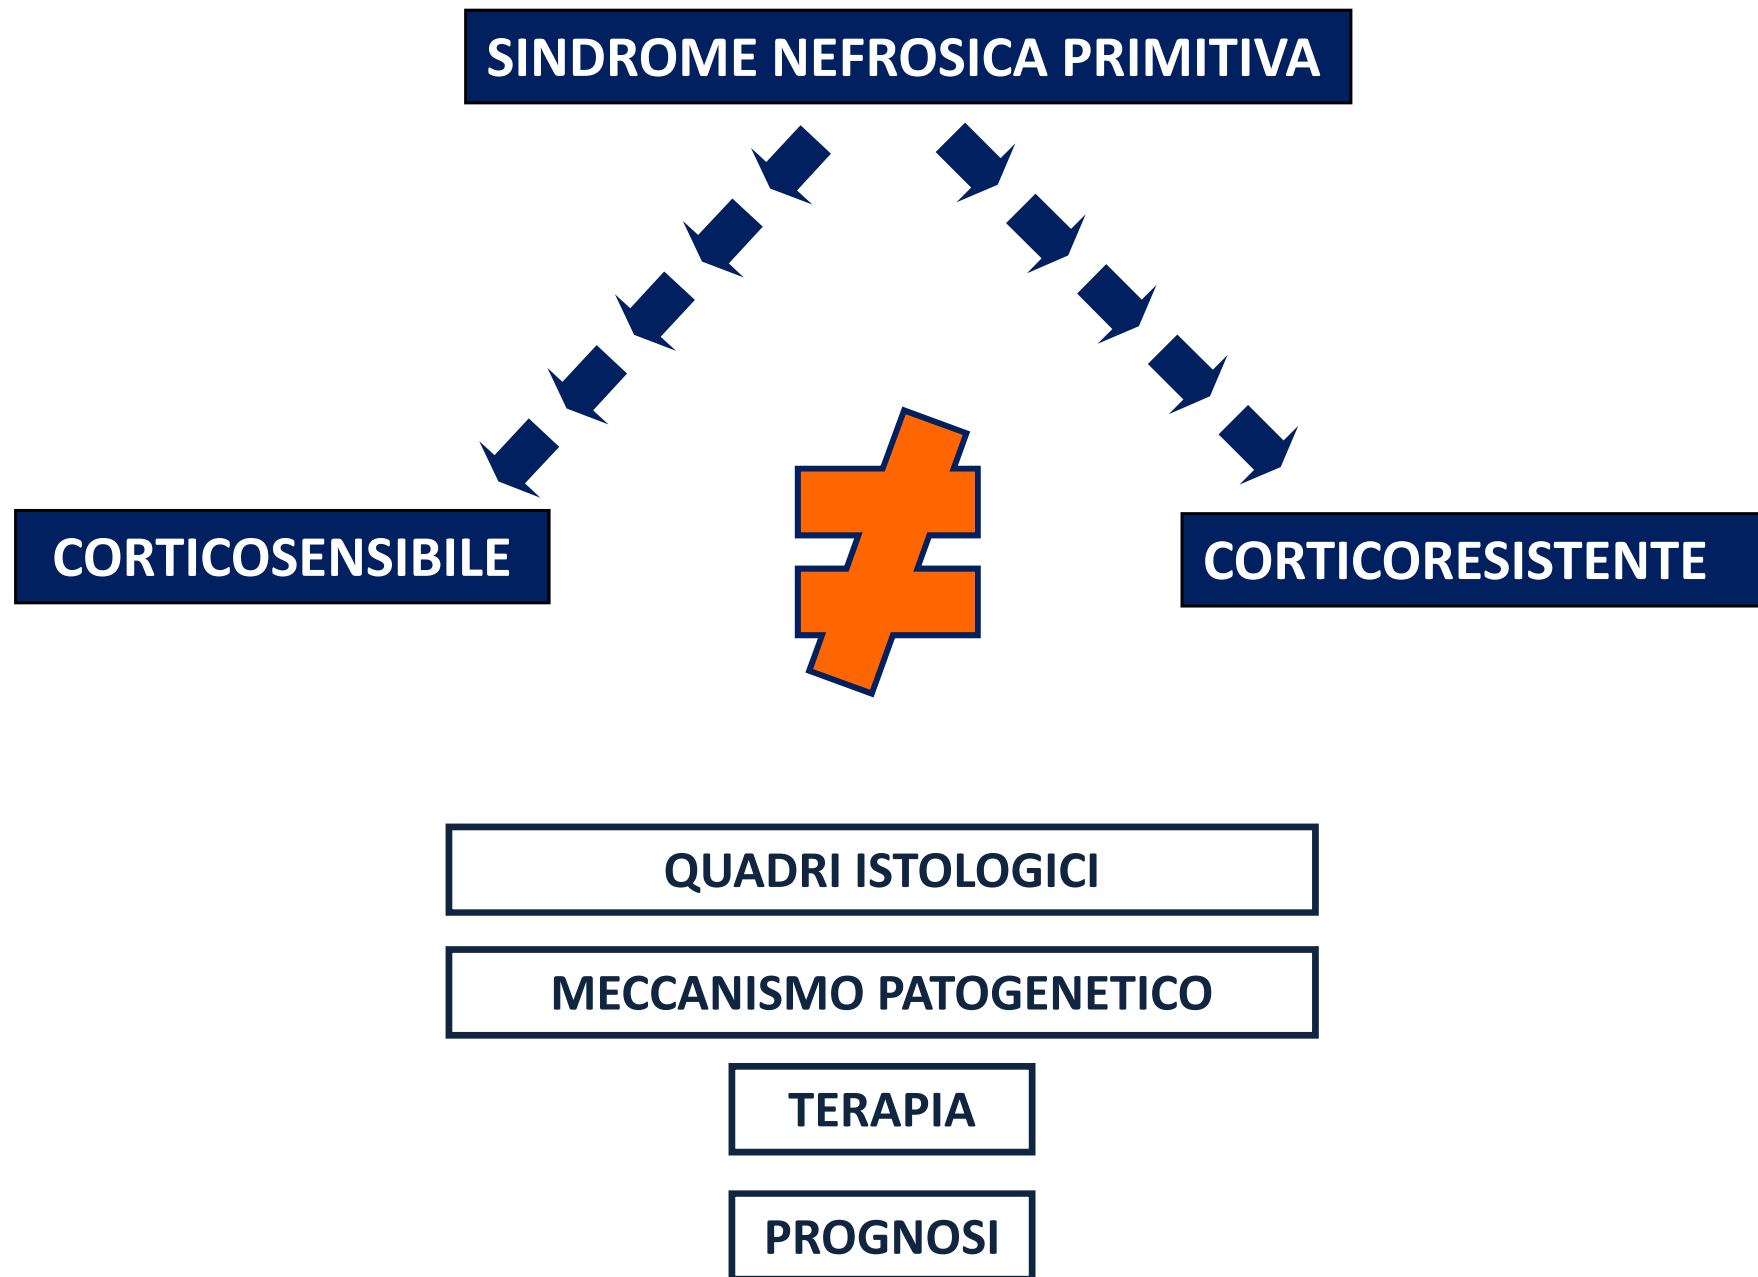 SINDROME NEFROSICA PRIMITIVA
CORTICOSENSIBILE
CORTICORESISTENTE
QUADRI ISTOLOGICI
MECCANISMO PATOGENETICO
TERAPIA
PROGNOSI